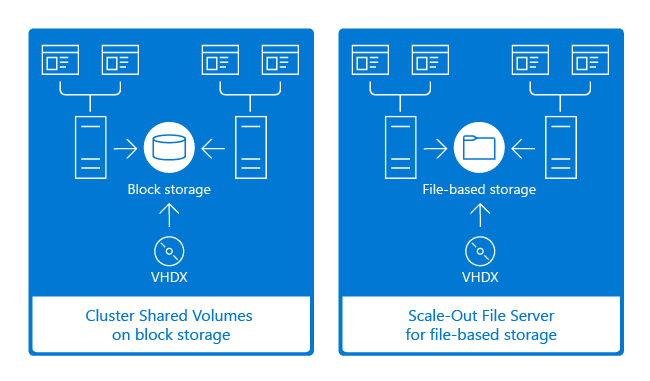 Block storage
VHDX
Cluster Shared Volumes
on block storage
File-based storage
VHDX
Scale-Out File Server
for file-based storage